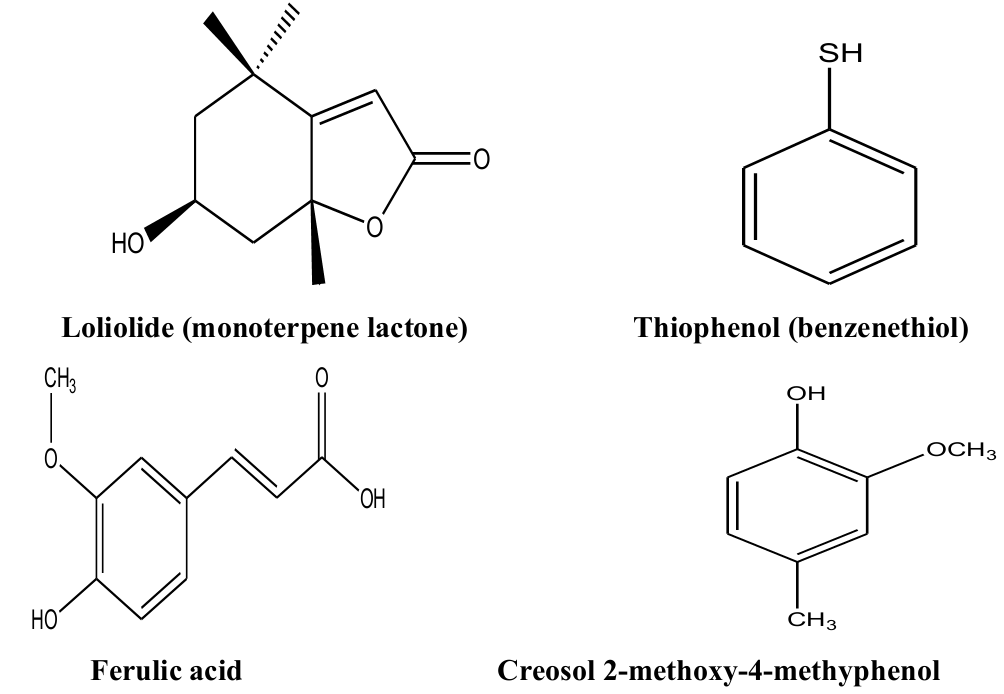 SH
O
O
HO
Loliolide (monoterpene lactone)
Thiophenol (benzenethiol)
CH3
O
O
OH
HO
OH
OCH3
CH3
Ferulic acid
Creosol 2-methoxy-4-methyphenol